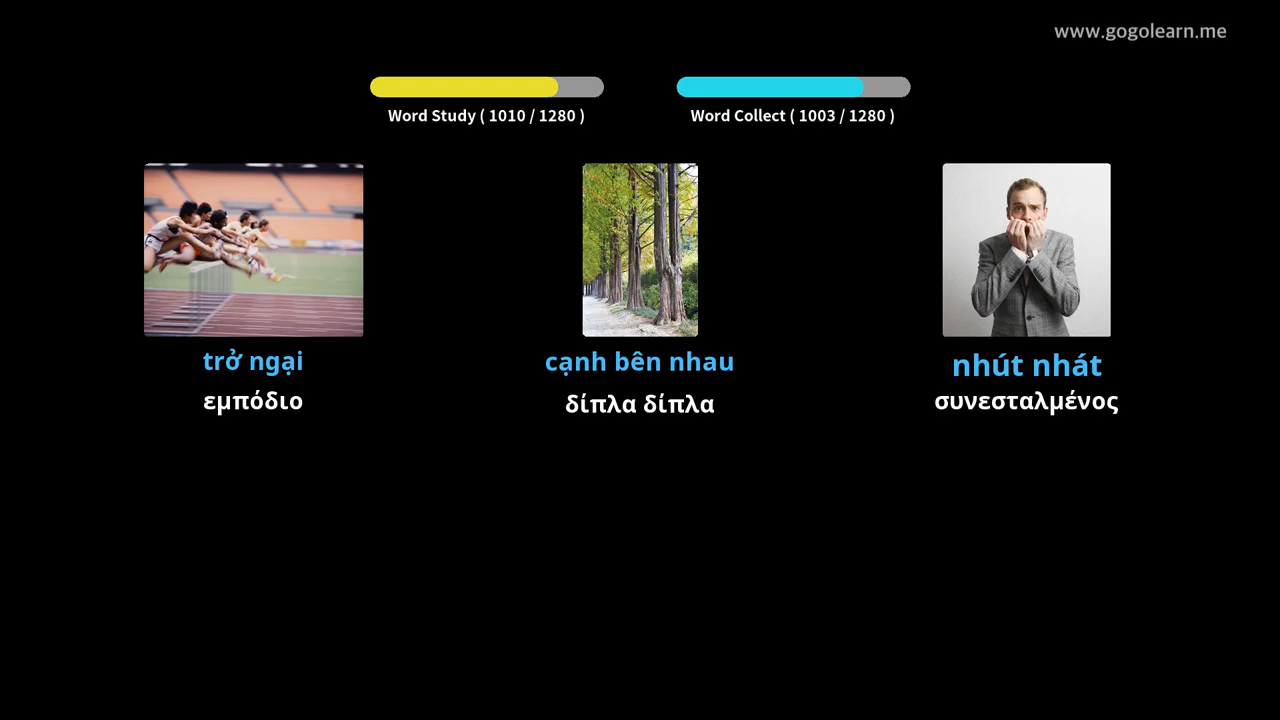 www.gogolearn.me
Word Study ( 1010 / 1280 )
Word Collect ( 1003 / 1280 )
trở ngại
εμπόδιο
cạnh bên nhau
δίπλα δίπλα
nhút nhát
συνεσταλμένος